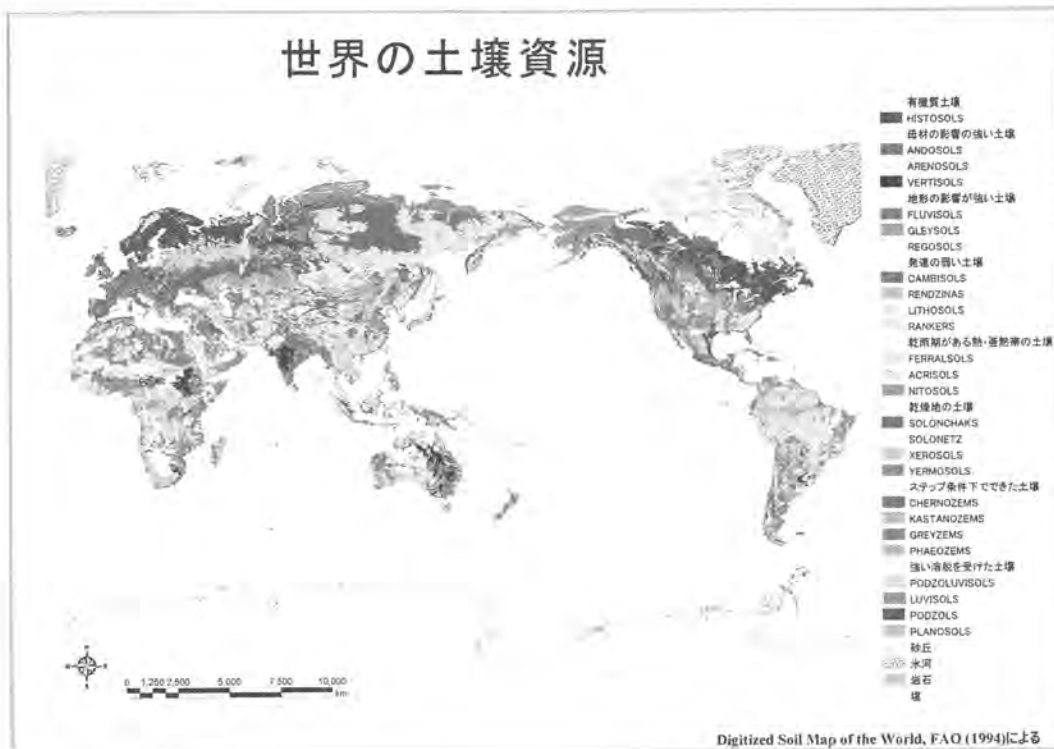 世界の土壌資源
有機質土壌
HISTOSOLS
母材の影響の強い土壌
ANDOSOLS
ARENOSOLS
VERTISOLS
地形の影響が強い土壌
FLUVISOLS
GLEYSOLS
REGOSOLS
発達の弱い土壌
CAMBISOLS
RENDZINAS
LITHOSOLS
RANKERS
乾雨期がある熱・亜熱帯の土壌
FERRALSOLS
ACRISOLS
NITOSOLS
乾燥地の土壌
SOLONCHAKS
SOLONETZ
XEROSOLS
YERMOSOLS
ステップ条件下でできた土壌
CHERNOZEMS
KASTANOZEMS
GREYZEMS
PHAEOZEMS
強い溶脱を受けた土壌
PODZOLUVISOLS
LUVISOLS
PODZOLS
PLANOSOLS
砂丘
氷河
岩石
塩
0 1,250 2,500 5,000 7,500 10,000
km
Digitized Soil Map of the World, FAO (1994)による